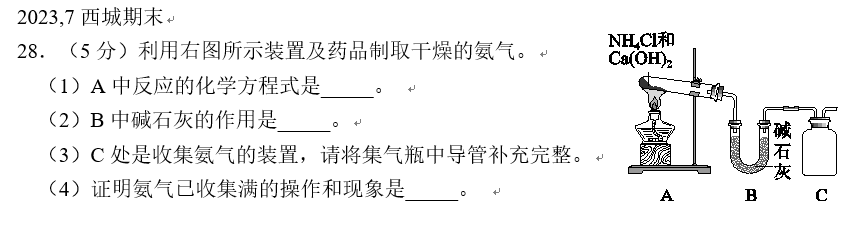 2023,7 西城期末
28．（5 分）利用右图所示装置及药品制取干燥的氨气。
（1）A 中反应的化学方程式是_____。
（2）B 中碱石灰的作用是_____。
（3）C 处是收集氨气的装置，请将集气瓶中导管补充完整。
（4）证明氨气已收集满的操作和现象是_____。
NH₄Cl和
Ca(OH)₂
碱石灰
A B C